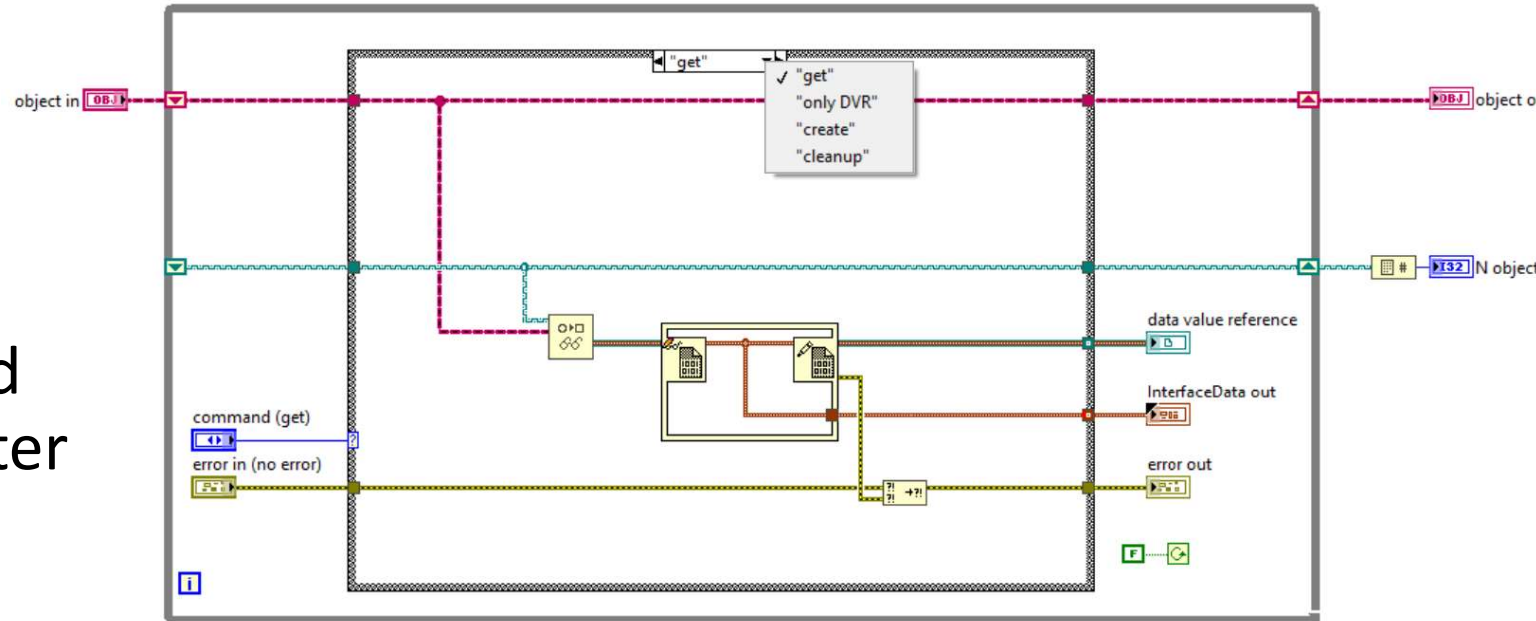 "get"
"get"
"only DVR"
"create"
"cleanup"
object in
OBJ
OBJ
object o
#
I32
N object
data value reference
InterfaceData out
d
ter
command (get)
?
error in (no error)
error out
F
i